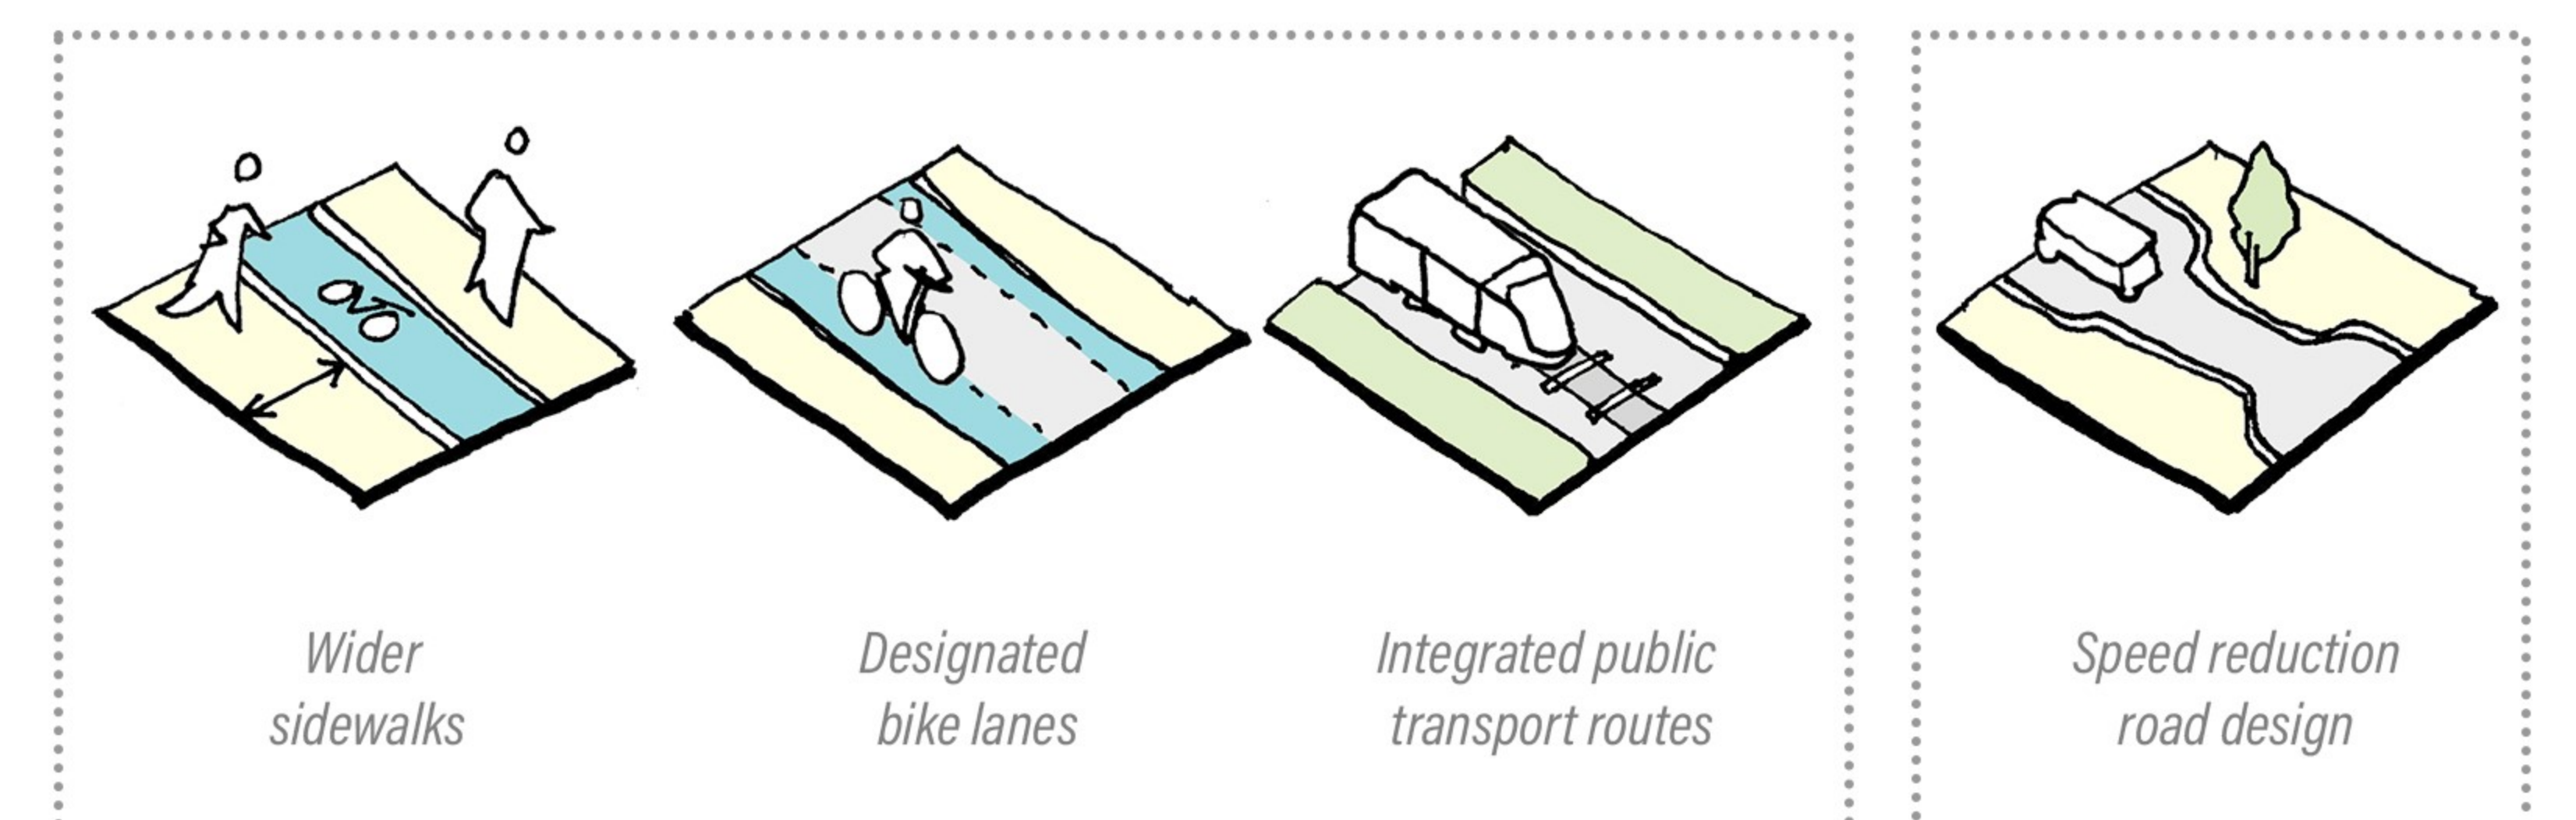 Wider
sidewalks
Designated
bike lanes
Integrated public
transport routes
Speed reduction
road design